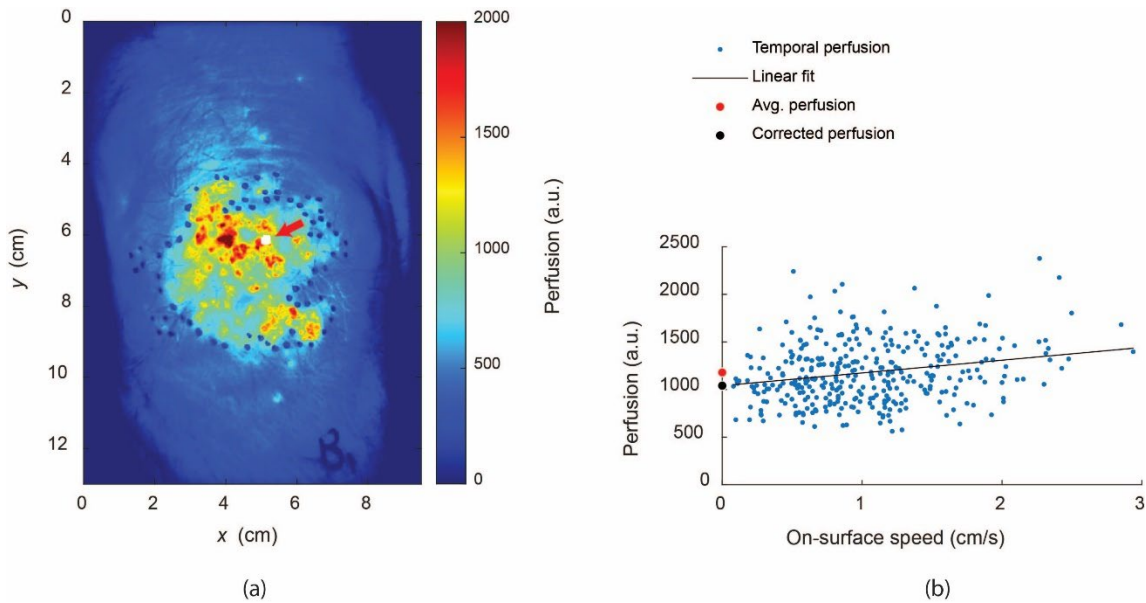 0
2
4
6
8
10
12
y (cm)
0 2 4 6 8
x (cm)
2000
1500
1000
500
0
Perfusion (a.u.)
B1
(a)
Temporal perfusion
Linear fit
Avg. perfusion
Corrected perfusion
2500
2000
1500
1000
500
0
Perfusion (a.u.)
0 1 2 3
On-surface speed (cm/s)
(b)